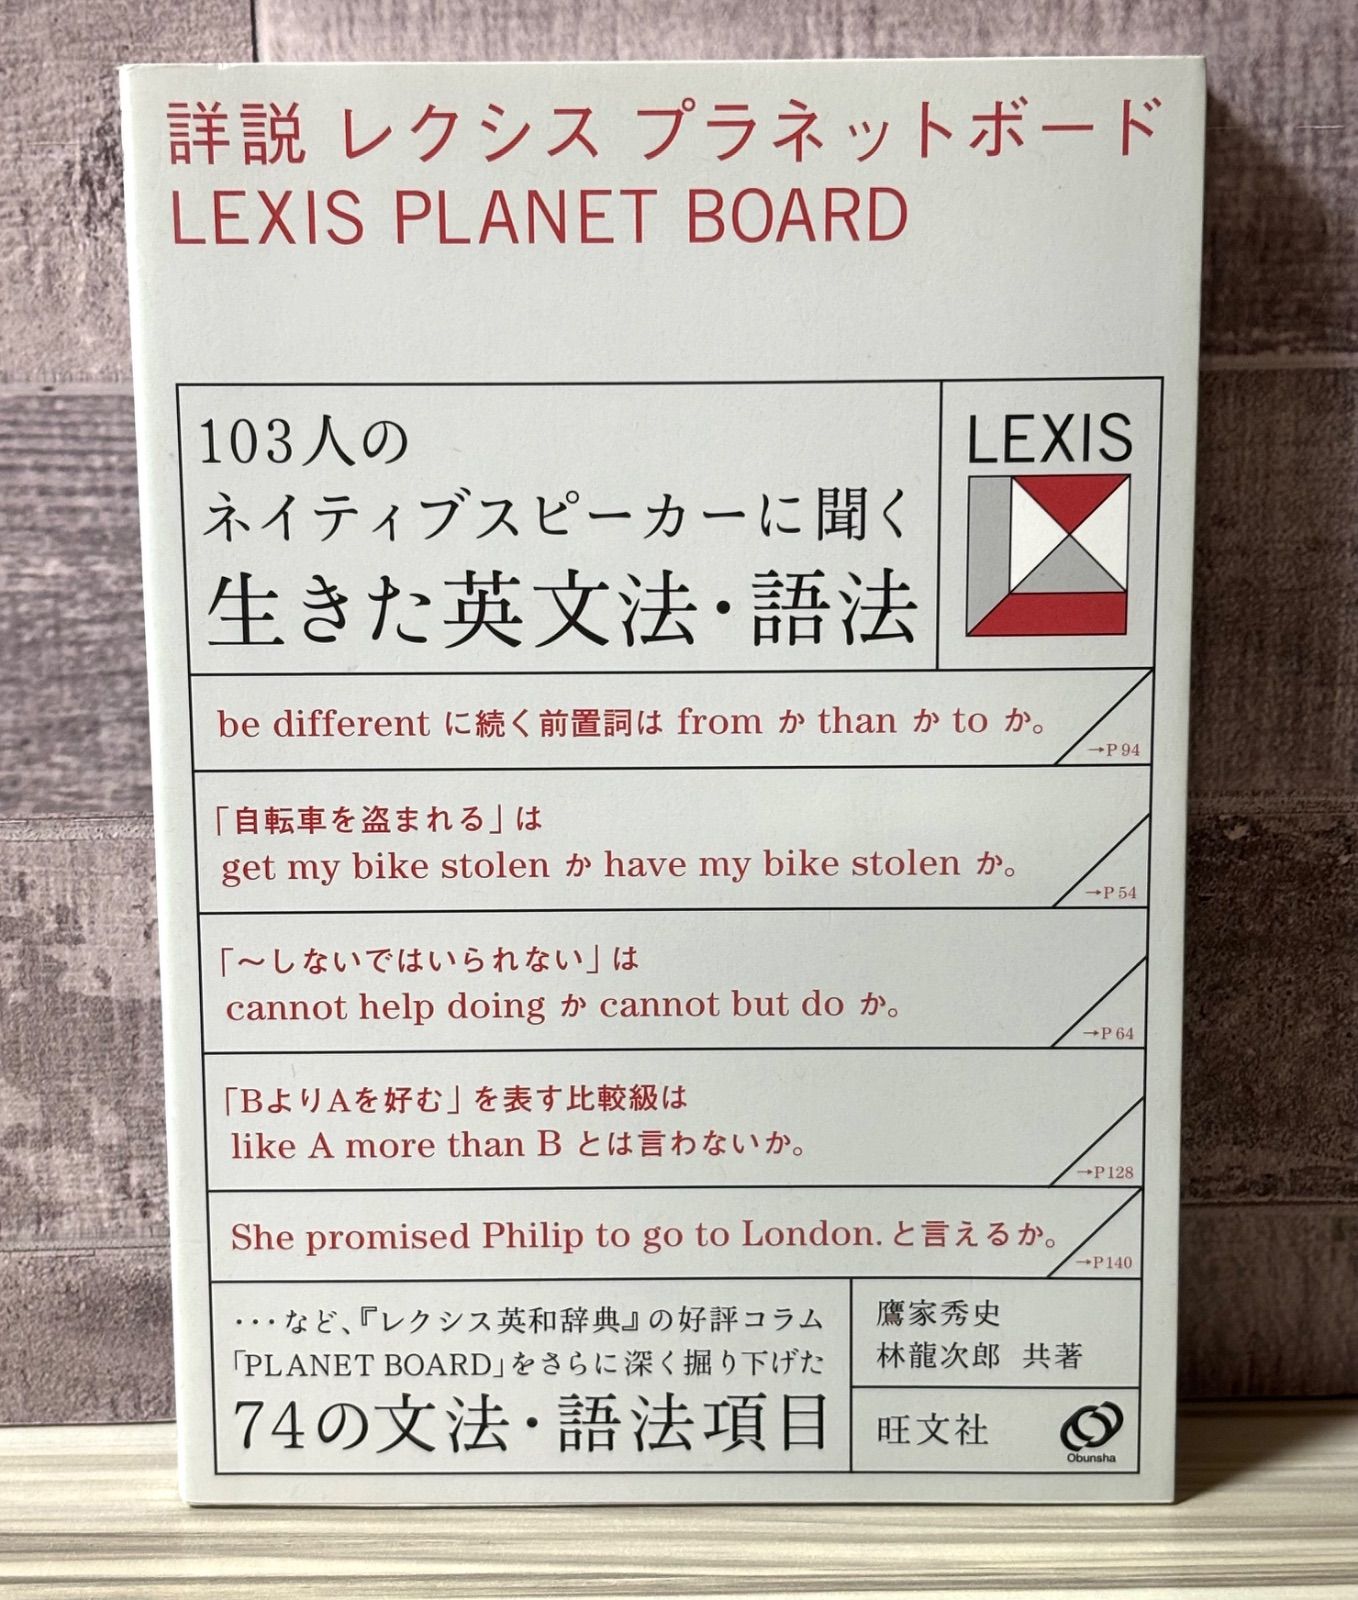 詳説 レクシス プラネットボード
LEXIS PLANET BOARD
103人の
ネイティブスピーカーに聞く
生きた英文法・語法
LEXIS
be different に続く前置詞は from か than か to か。
→P94
「自転車を盗まれる」は
get my bike stolen か have my bike stolen か。
→P54
「〜しないではいられない」は
cannot help doing か cannot but do か。
→P64
「BよりAを好む」を表す比較級は
like A more than B とは言わないか。
→P128
She promised Philip to go to London. と言えるか。
→P140
・・・など、『レクシス英和辞典』の好評コラム
「PLANET BOARD」をさらに深く掘り下げた
74の文法・語法項目
鷹家秀史
林龍次郎 共著
旺文社
Obunsha